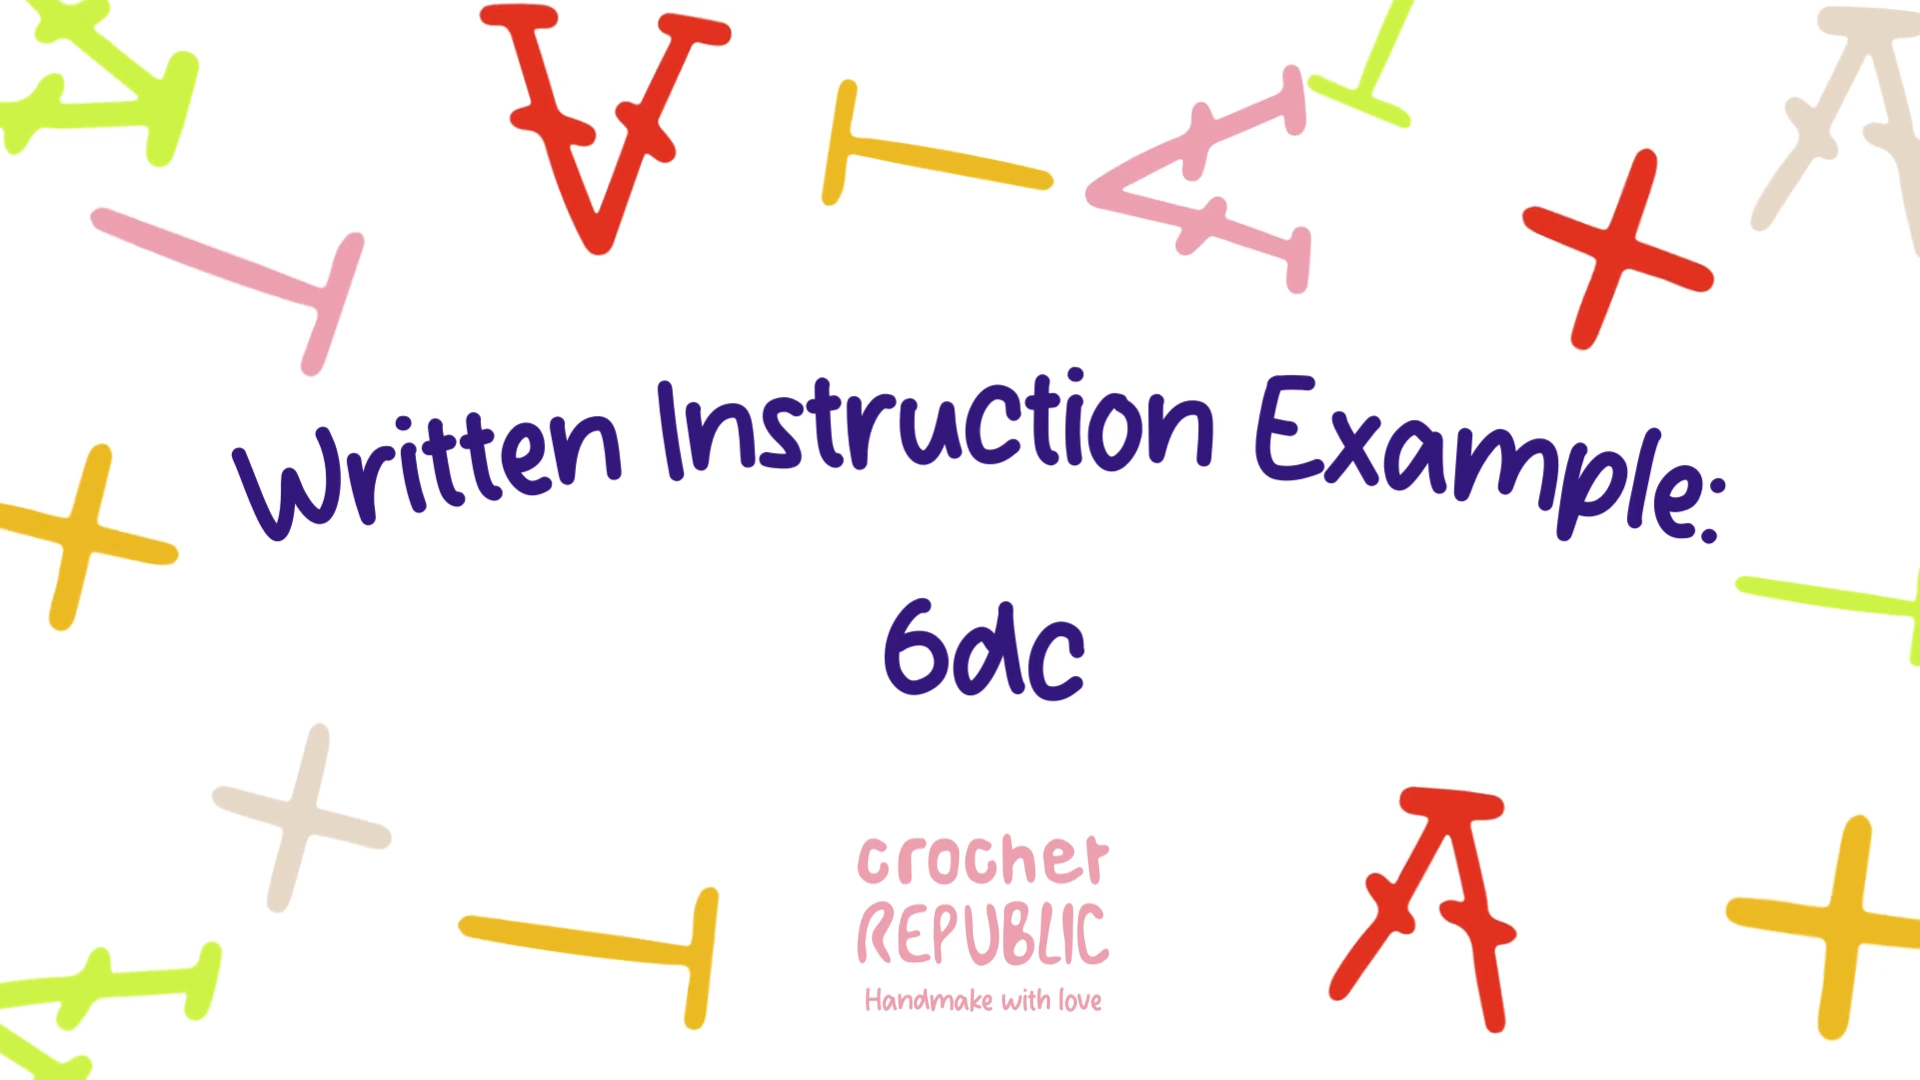 Written Instruction Example:
6dc
crochet
REPUBLIC
Handmake with love